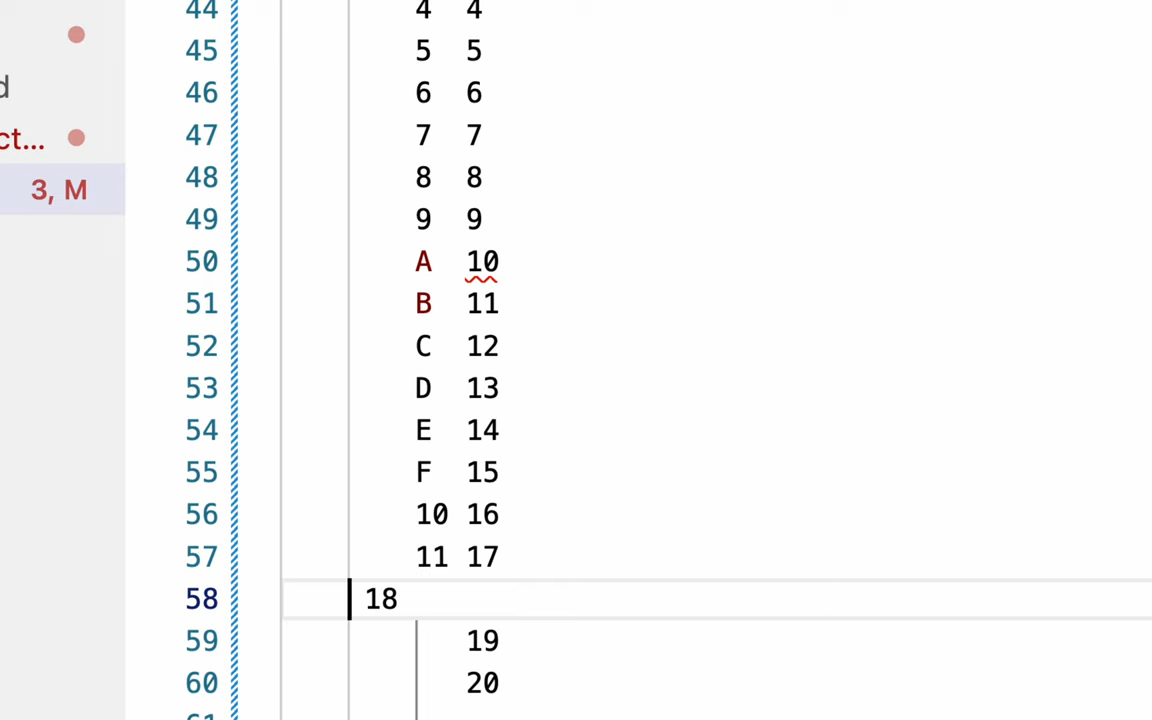 44 4 4
45 5 5
d
46 6 6
ct...
47 7 7
48 8 8
3, M
49 9 9
50 A 10
51 B 11
52 C 12
53 D 13
54 E 14
55 F 15
56 10 16
57 11 17
58 18
59 19
60 20
61